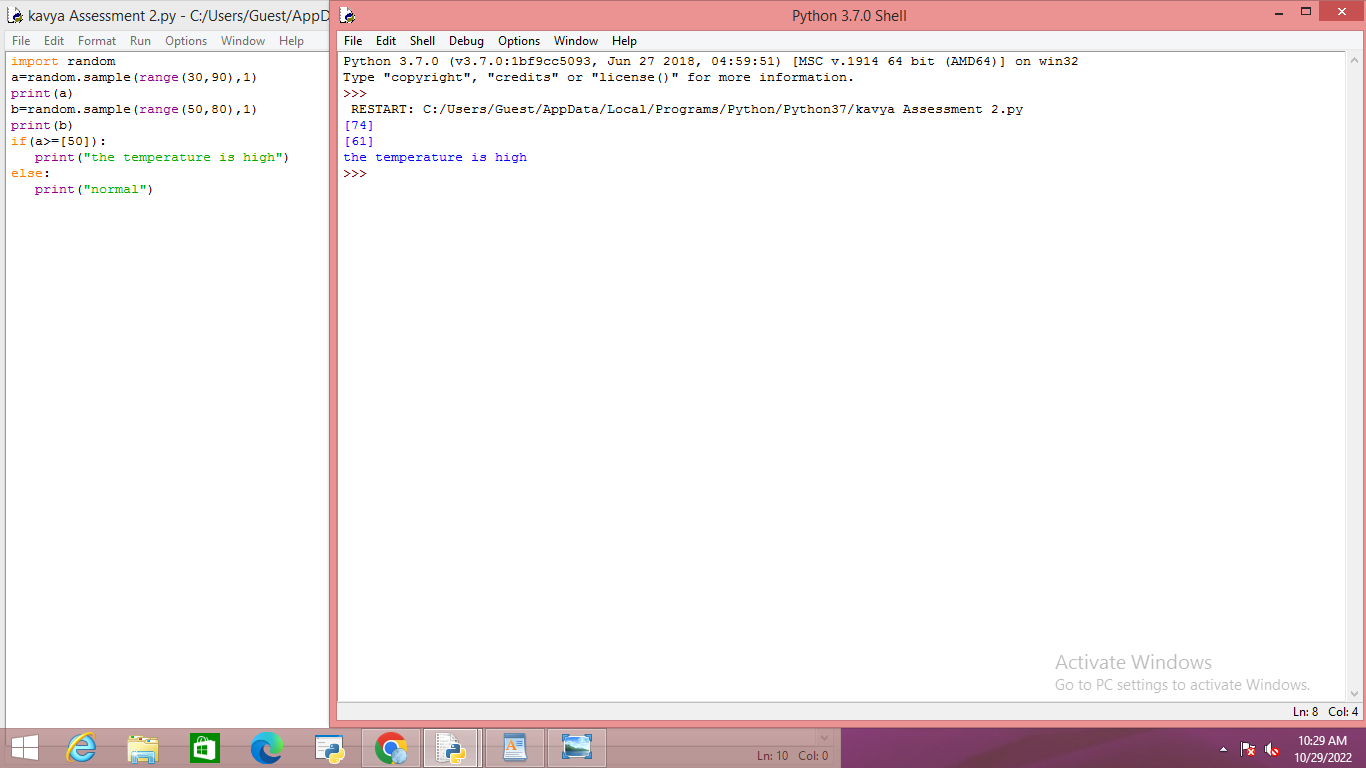 kavya Assessment 2.py - C:/Users/Guest/AppD
File Edit Format Run Options Window Help
import random
a=random.sample(range(30,90),1)
print(a)
b=random.sample(range(50,80),1)
print(b)
if(a>=[50]):
   print("the temperature is high")
else:
   print("normal")
Python 3.7.0 Shell
File Edit Shell Debug Options Window Help
Python 3.7.0 (v3.7.0:1bf9cc5093, Jun 27 2018, 04:59:51) [MSC v.1914 64 bit (AMD64)] on win32
Type "copyright", "credits" or "license()" for more information.
>>>
 RESTART: C:/Users/Guest/AppData/Local/Programs/Python/Python37/kavya Assessment 2.py
[74]
[61]
the temperature is high
>>>
Activate Windows
Go to PC settings to activate Windows.
Ln: 8 Col: 4
Ln: 10 Col: 0
10:29 AM
10/29/2022